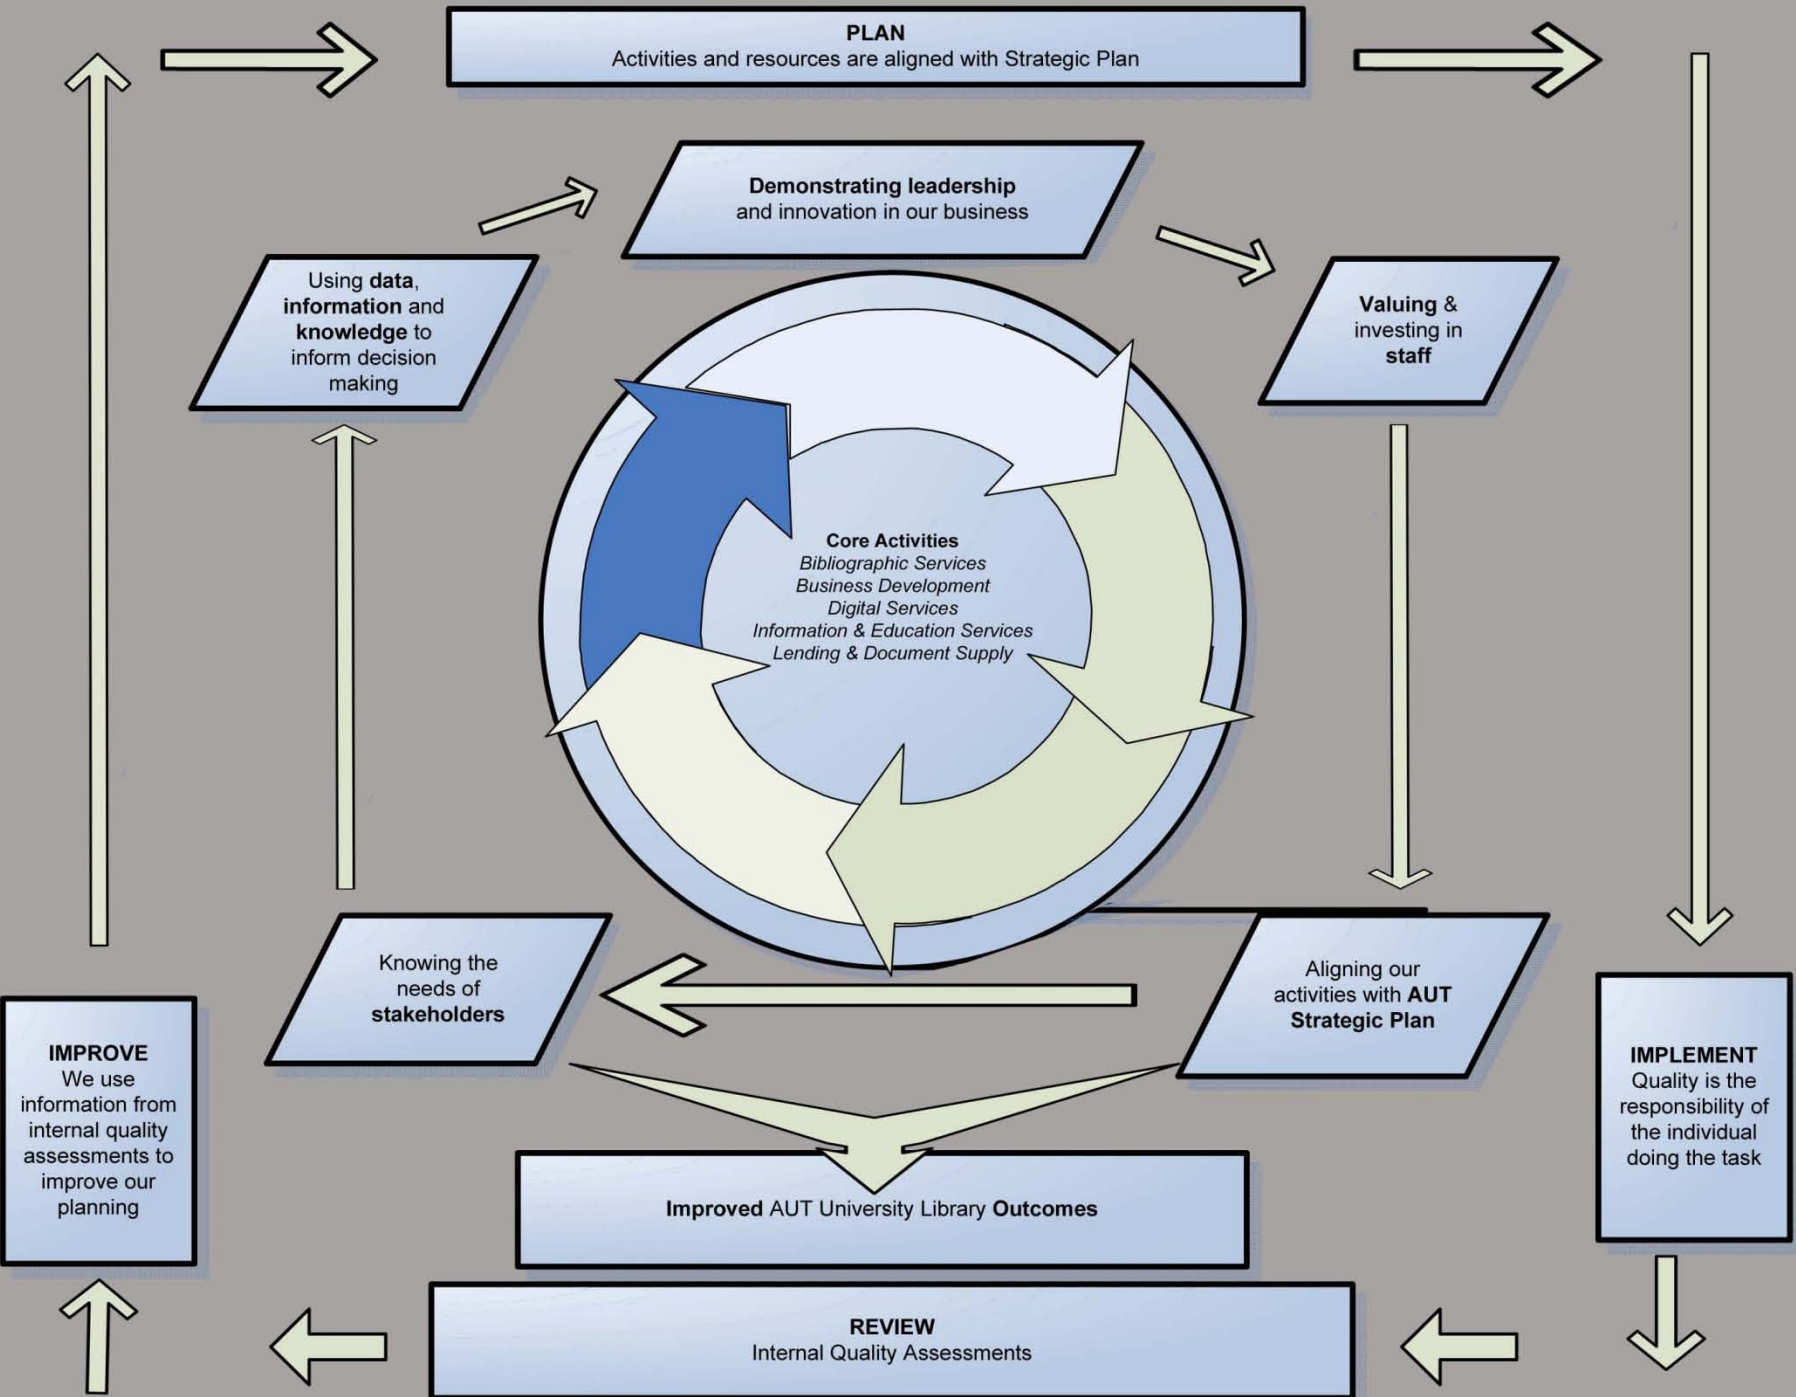 PLAN
Activities and resources are aligned with Strategic Plan
Demonstrating leadership
and innovation in our business
Using data,
information and
knowledge to
inform decision
making
Valuing &
investing in
staff
Core Activities
Bibliographic Services
Business Development
Digital Services
Information & Education Services
Lending & Document Supply
Knowing the
needs of
stakeholders
Aligning our
activities with AUT
Strategic Plan
IMPROVE
We use
information from
internal quality
assessments to
improve our
planning
IMPLEMENT
Quality is the
responsibility of
the individual
doing the task
Improved AUT University Library Outcomes
REVIEW
Internal Quality Assessments